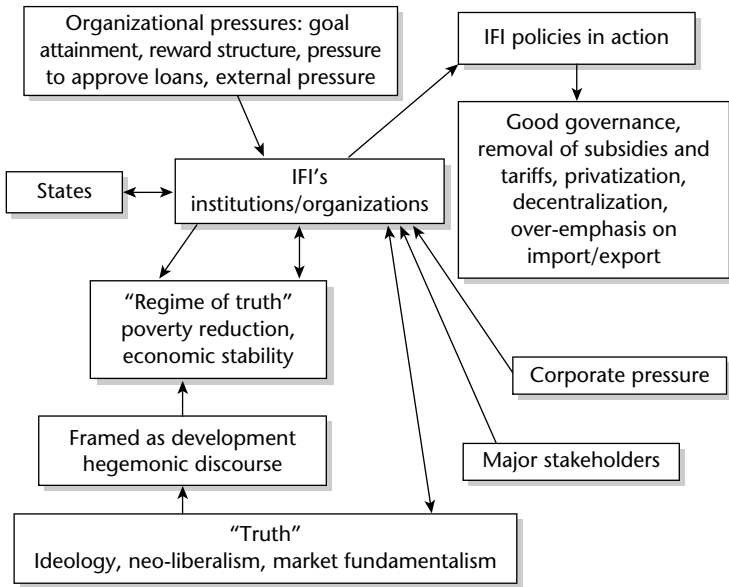 Organizational pressures: goal
attainment, reward structure, pressure
to approve loans, external pressure
IFI policies in action
Good governance,
removal of subsidies and
tariffs, privatization,
decentralization,
over-emphasis on
import/export
States
IFI's
institutions/organizations
“Regime of truth”
poverty reduction,
economic stability
Corporate pressure
Framed as development
hegemonic discourse
Major stakeholders
“Truth”
Ideology, neo-liberalism, market fundamentalism